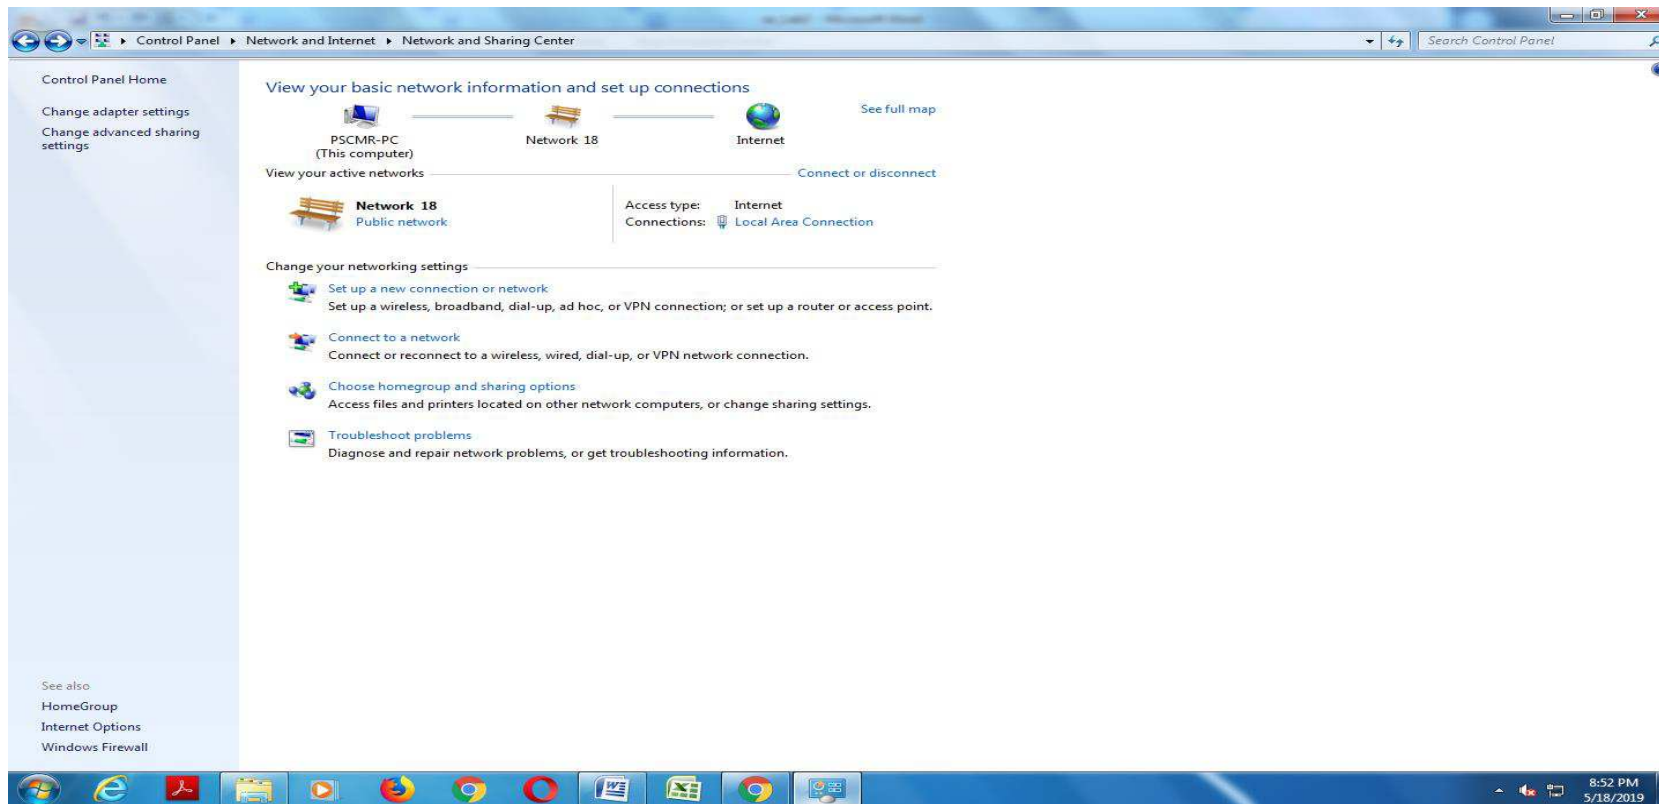 Control Panel ▸ Network and Internet ▸ Network and Sharing Center
Search Control Panel
Control Panel Home
Change adapter settings
Change advanced sharing
settings
See also
HomeGroup
Internet Options
Windows Firewall
View your basic network information and set up connections
See full map
PSCMR-PC
(This computer)
Network 18
Internet
View your active networks
Connect or disconnect
Network 18
Public network
Access type: Internet
Connections: Local Area Connection
Change your networking settings
Set up a new connection or network
Set up a wireless, broadband, dial-up, ad hoc, or VPN connection; or set up a router or access point.
Connect to a network
Connect or reconnect to a wireless, wired, dial-up, or VPN network connection.
Choose homegroup and sharing options
Access files and printers located on other network computers, or change sharing settings.
Troubleshoot problems
Diagnose and repair network problems, or get troubleshooting information.
8:52 PM
5/18/2019